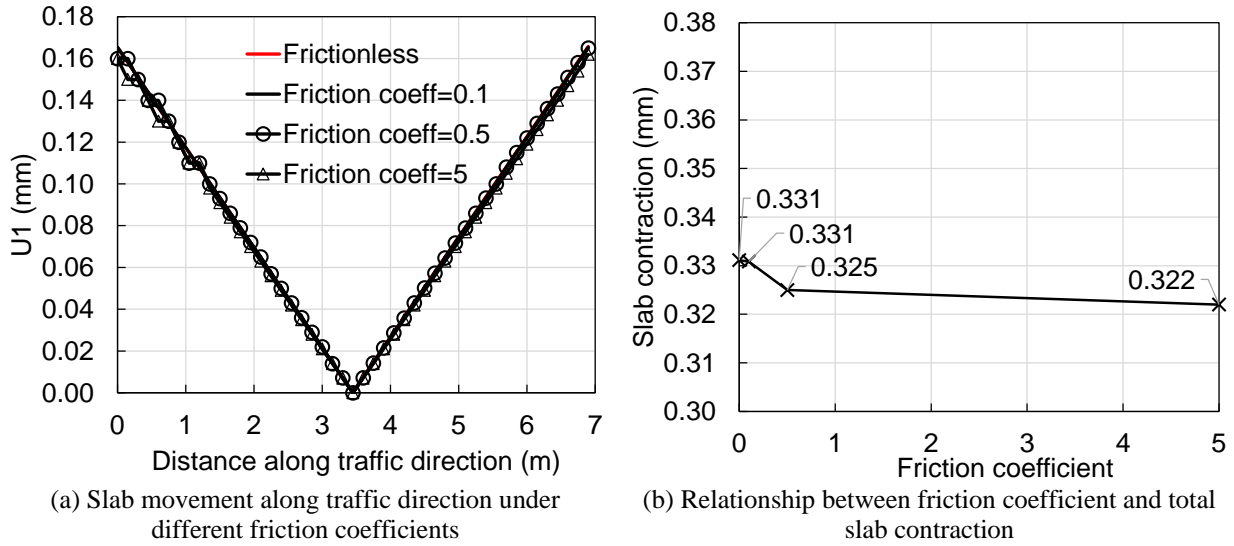 0.18
0.16
0.14
0.12
0.10
0.08
0.06
0.04
0.02
0.00
U1 (mm)
Frictionless
Friction coeff=0.1
Friction coeff=0.5
Friction coeff=5
0 1 2 3 4 5 6 7
Distance along traffic direction (m)
(a) Slab movement along traffic direction under
different friction coefficients
0.38
0.37
0.36
0.35
0.34
0.33
0.32
0.31
0.30
Slab contraction (mm)
0.331
0.331
0.325
0.322
0 1 2 3 4 5
Friction coefficient
(b) Relationship between friction coefficient and total
slab contraction